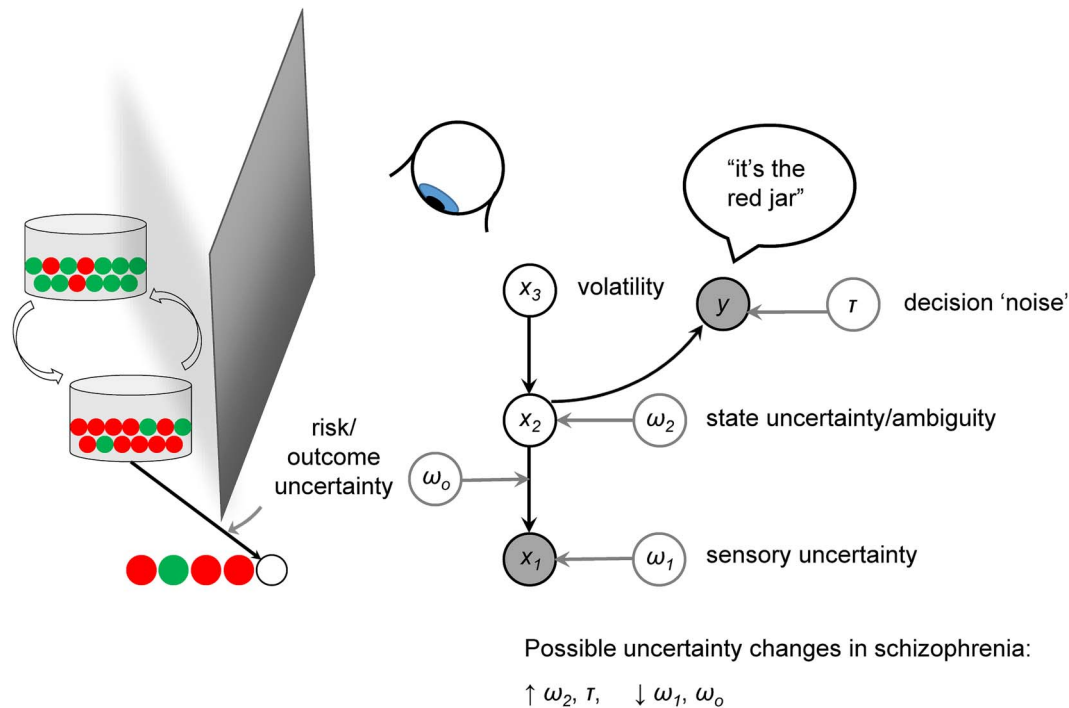 “it’s the
red jar”
x3 volatility
y
τ decision ‘noise’
risk/
outcome
uncertainty
x2
ω2 state uncertainty/ambiguity
ωo
x1
ω1 sensory uncertainty
Possible uncertainty changes in schizophrenia:
↑ ω2, τ, ↓ ω1, ωo